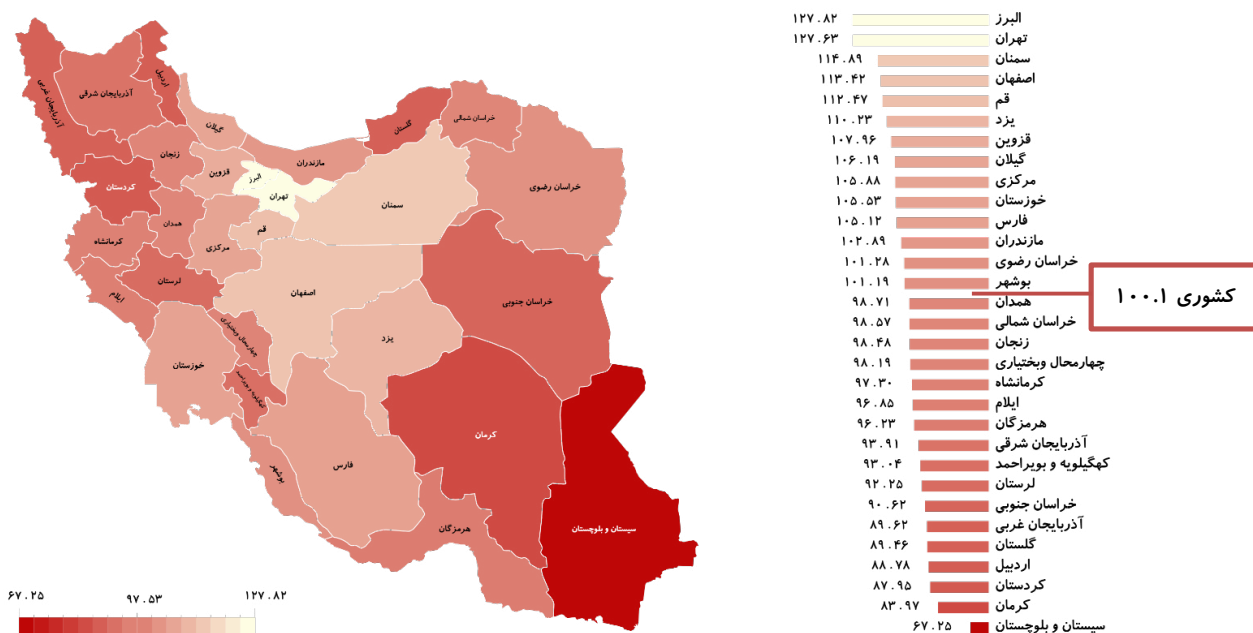 آذربایجان غربی
آذربایجان شرقی
اردبیل
گیلان
زنجان
کردستان
قزوین
البرز
تهران
مازندران
گلستان
خراسان شمالی
خراسان رضوی
سمنان
همدان
کرمانشاه
مرکزی
قم
لرستان
ایلام
اصفهان
خراسان جنوبی
خوزستان
چهارمحال وبختیاری
کهگیلویه و بویراحمد
یزد
کرمان
فارس
بوشهر
هرمزگان
سیستان و بلوچستان
۶۷.۲۵
۹۷.۵۳
۱۲۷.۸۲
البرز ۱۲۷.۸۲
تهران ۱۲۷.۶۳
سمنان ۱۱۴.۸۹
اصفهان ۱۱۳.۴۲
قم ۱۱۲.۴۷
یزد ۱۱۰.۲۳
قزوین ۱۰۷.۹۶
گیلان ۱۰۶.۱۹
مرکزی ۱۰۵.۸۸
خوزستان ۱۰۵.۵۳
فارس ۱۰۵.۱۲
مازندران ۱۰۲.۸۹
خراسان رضوی ۱۰۱.۲۸
بوشهر ۱۰۱.۱۹
همدان ۹۸.۷۱
خراسان شمالی ۹۸.۵۷
زنجان ۹۸.۴۸
چهارمحال وبختیاری ۹۸.۱۹
کرمانشاه ۹۷.۳۰
ایلام ۹۶.۸۵
هرمزگان ۹۶.۲۳
آذربایجان شرقی ۹۳.۹۱
کهگیلویه و بویراحمد ۹۳.۰۴
لرستان ۹۲.۲۵
خراسان جنوبی ۹۰.۶۲
آذربایجان غربی ۸۹.۶۲
گلستان ۸۹.۴۶
اردبیل ۸۸.۷۸
کردستان ۸۷.۹۵
کرمان ۸۳.۹۷
سیستان و بلوچستان ۶۷.۲۵
کشوری ۱۰۰.۱